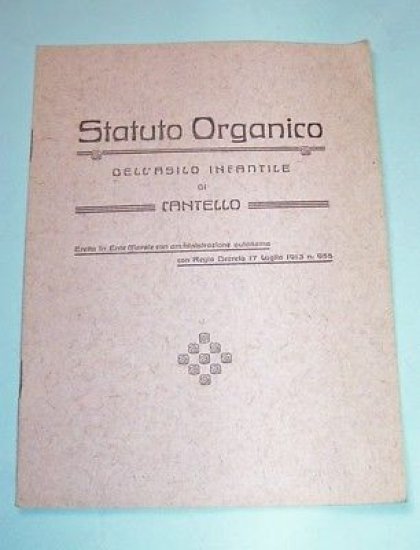 Statuto Organico
DELL'ASILO INFANTILE
DI
CANTELLO
Eretto in Ente Morale con amministrazione autonoma
con Regio Decreto 17 Luglio 1913 n. 955